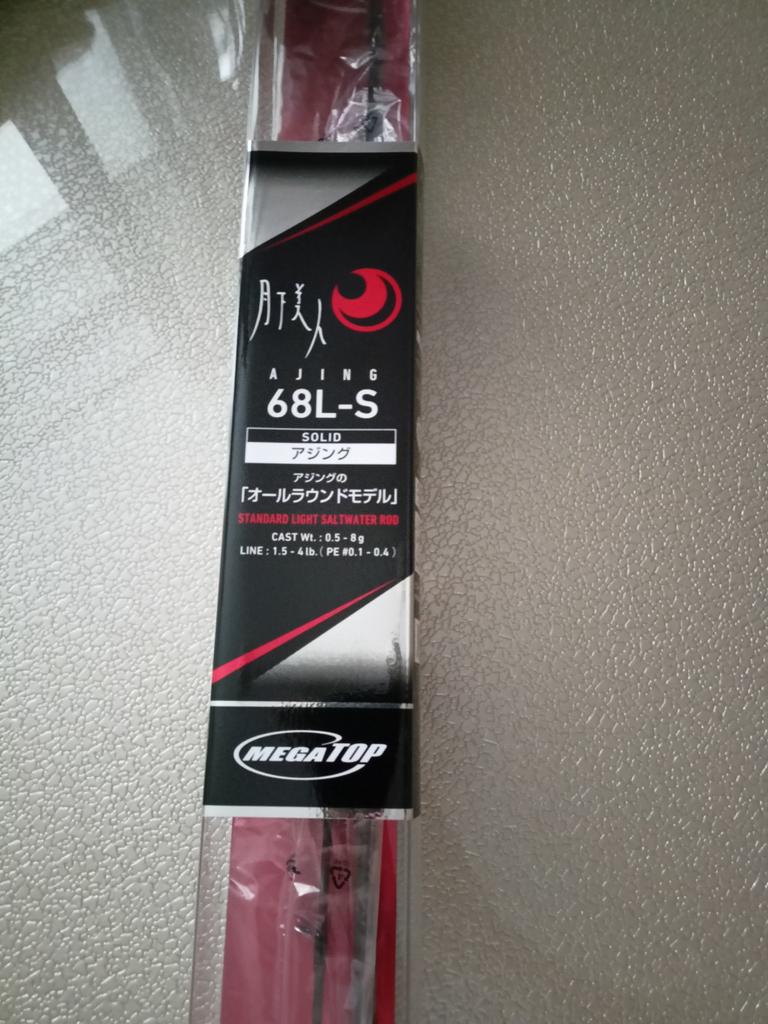 月下美人
AJING
68L-S
SOLID
アジング
アジングの
「オールラウンドモデル」
STANDARD LIGHT SALTWATER ROD
CAST Wt. : 0.5 - 8g
LINE : 1.5 - 4lb. ( PE #0.1 - 0.4 )
MEGATOP